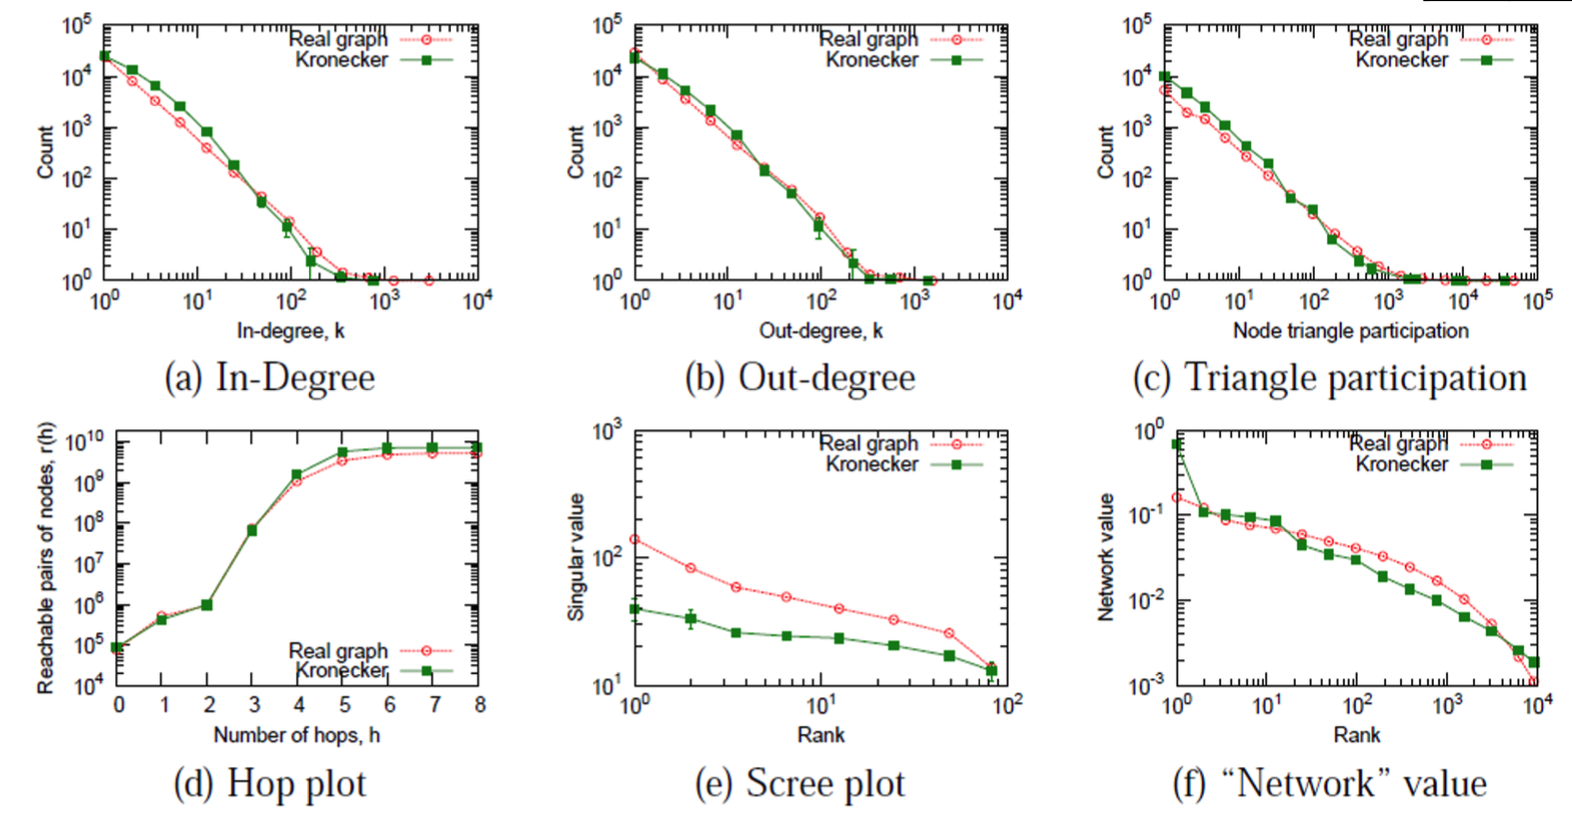 10^5
10^4
10^3
10^2
10^1
10^0
Count
Real graph
Kronecker
10^0 10^1 10^2 10^3 10^4
In-degree, k
(a) In-Degree
10^5
10^4
10^3
10^2
10^1
10^0
Count
Real graph
Kronecker
10^0 10^1 10^2 10^3 10^4
Out-degree, k
(b) Out-degree
10^5
10^4
10^3
10^2
10^1
10^0
Count
Real graph
Kronecker
10^0 10^1 10^2 10^3 10^4 10^5
Node triangle participation
(c) Triangle participation
10^10
10^9
10^8
10^7
10^6
10^5
10^4
Reachable pairs of nodes, r(h)
Real graph
Kronecker
0 1 2 3 4 5 6 7 8
Number of hops, h
(d) Hop plot
10^3
10^2
10^1
Singular value
Real graph
Kronecker
10^0 10^1 10^2
Rank
(e) Scree plot
10^0
10^-1
10^-2
10^-3
Network value
Real graph
Kronecker
10^0 10^1 10^2 10^3 10^4
Rank
(f) “Network” value